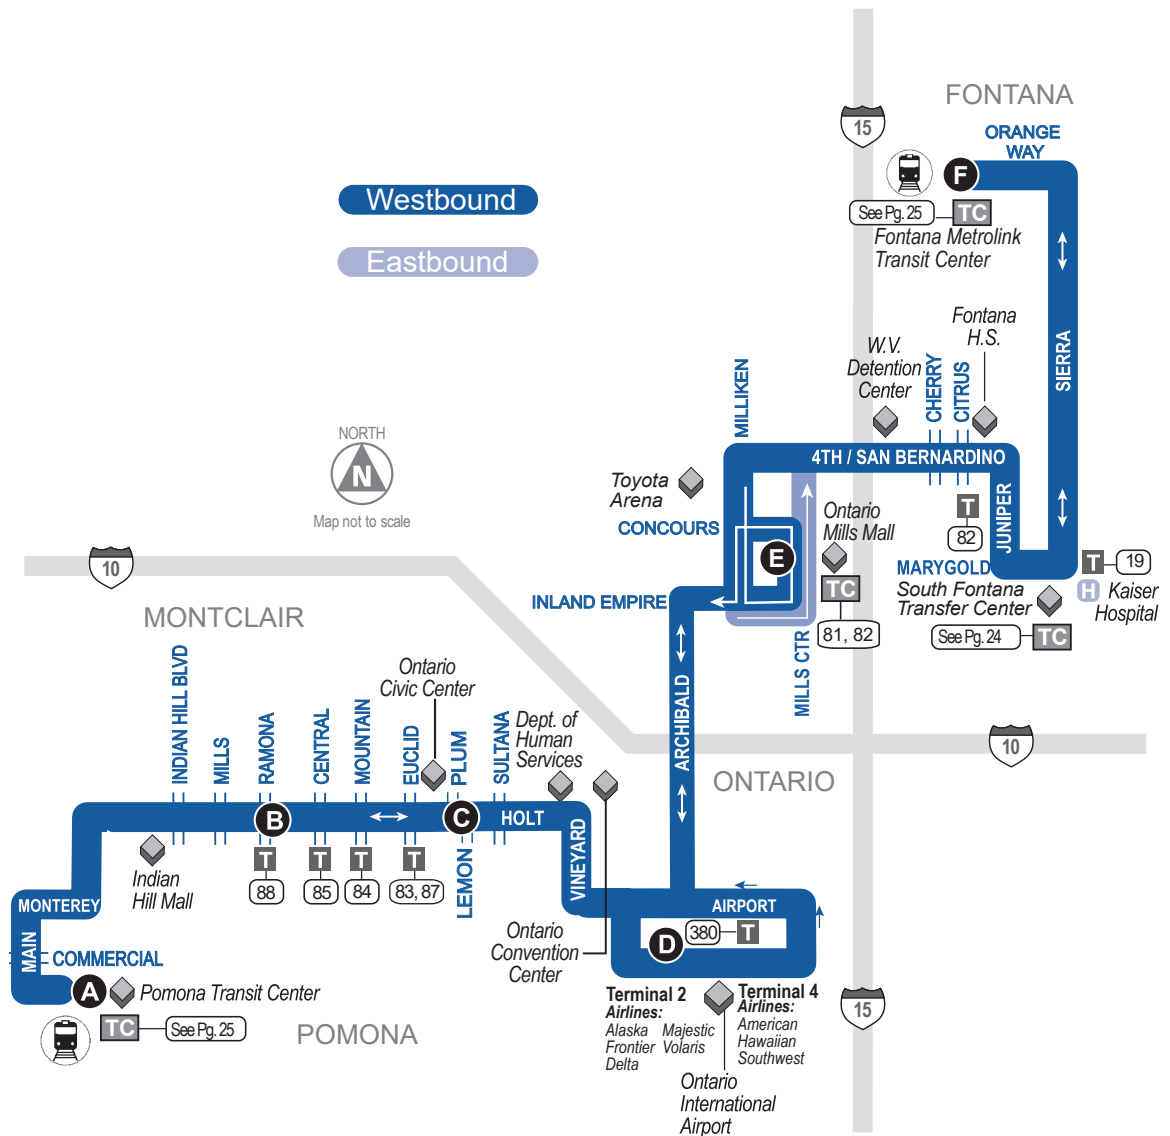 FONTANA
15
ORANGE
WAY
F
See Pg. 25
TC
Fontana Metrolink
Transit Center
Westbound
Eastbound
Fontana
H.S.
W.V.
Detention
Center
CHERRY
CITRUS
SIERRA
MILLIKEN
NORTH
N
Map not to scale
4TH / SAN BERNARDINO
Toyota
Arena
CONCOURS
Ontario
Mills Mall
E
T
82
JUNIPER
MARYGOLD
T
19
H
Kaiser
Hospital
South Fontana
Transfer Center
See Pg. 24
TC
10
INLAND EMPIRE
TC
81, 82
MILLS CTR
MONTCLAIR
ARCHIBALD
Ontario
Civic Center
INDIAN HILL BLVD
MILLS
RAMONA
CENTRAL
MOUNTAIN
EUCLID
PLUM
SULTANA
Dept. of
Human
Services
10
ONTARIO
B
C
HOLT
LEMON
VINEYARD
T
88
T
85
T
84
T
83, 87
Indian
Hill Mall
MONTEREY
MAIN
COMMERCIAL
A
Pomona Transit Center
TC
See Pg. 25
POMONA
AIRPORT
D
380
T
Ontario
Convention
Center
Terminal 2
Airlines:
Alaska
Frontier
Delta
Majestic
Volaris
Terminal 4
Airlines:
American
Hawaiian
Southwest
15
Ontario
International
Airport